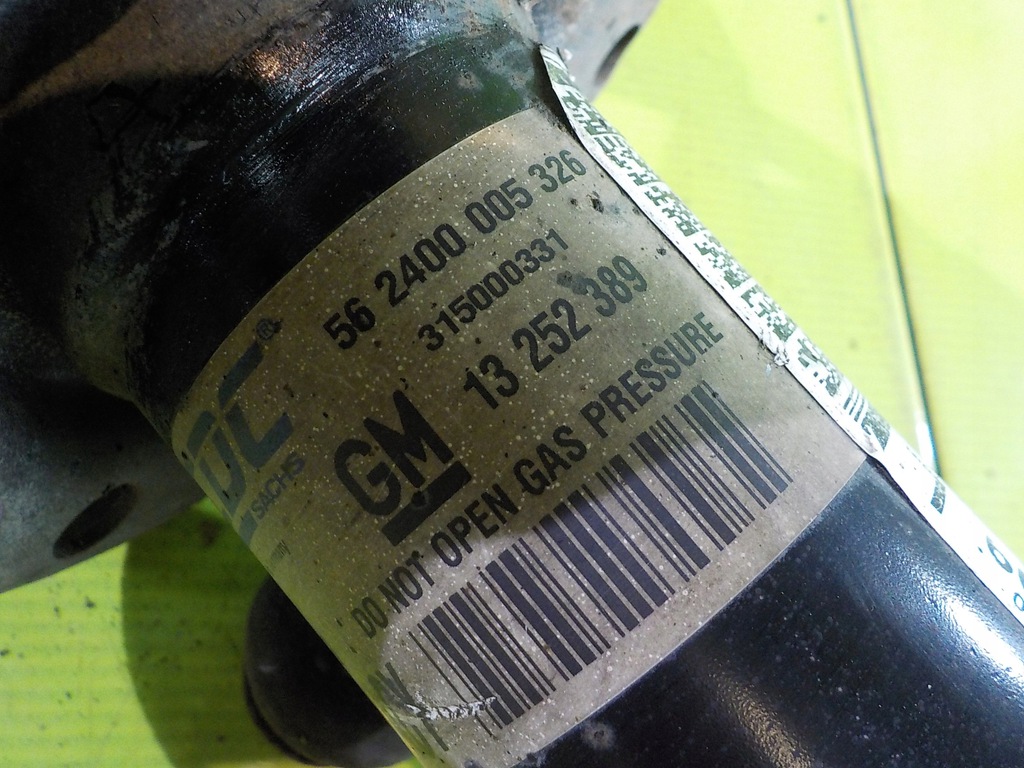 56 2400 005 326
315000331
13 252 389
GM
DO NOT OPEN GAS PRESSURE
®
SACHS